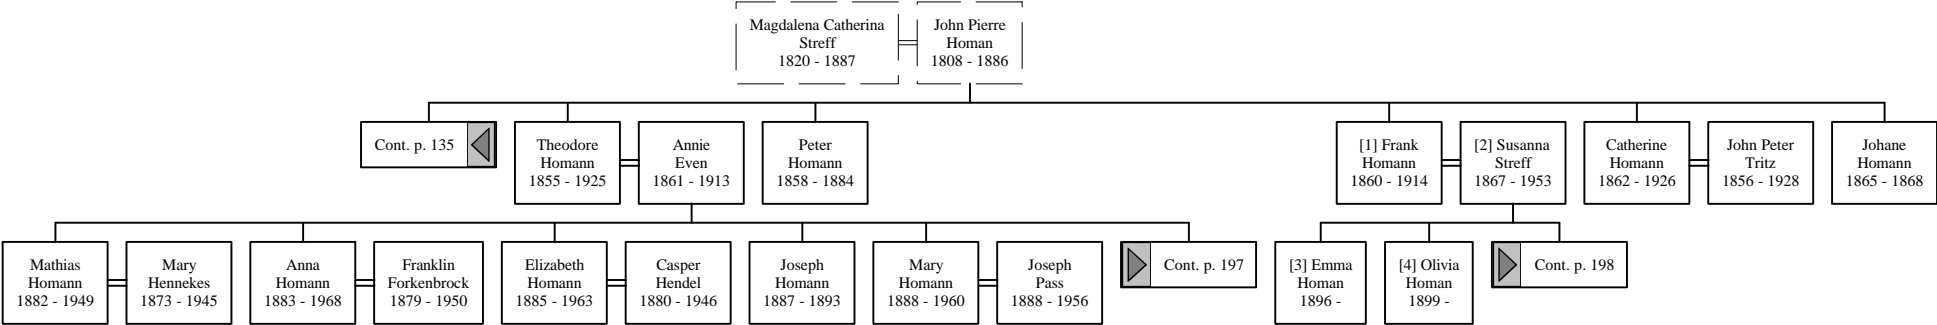 Magdalena Catherina
Streff
1820 - 1887
John Pierre
Homan
1808 - 1886
Cont. p. 135
Theodore
Homann
1855 - 1925
Annie
Even
1861 - 1913
Peter
Homann
1858 - 1884
[1] Frank
Homann
1860 - 1914
[2] Susanna
Streff
1867 - 1953
Catherine
Homann
1862 - 1926
John Peter
Tritz
1856 - 1928
Johane
Homann
1865 - 1868
Mathias
Homann
1882 - 1949
Mary
Hennekes
1873 - 1945
Anna
Homann
1883 - 1968
Franklin
Forkenbrock
1879 - 1950
Elizabeth
Homann
1885 - 1963
Casper
Hendel
1880 - 1946
Joseph
Homann
1887 - 1893
Mary
Homann
1888 - 1960
Joseph
Pass
1888 - 1956
Cont. p. 197
[3] Emma
Homan
1896 -
[4] Olivia
Homan
1899 -
Cont. p. 198